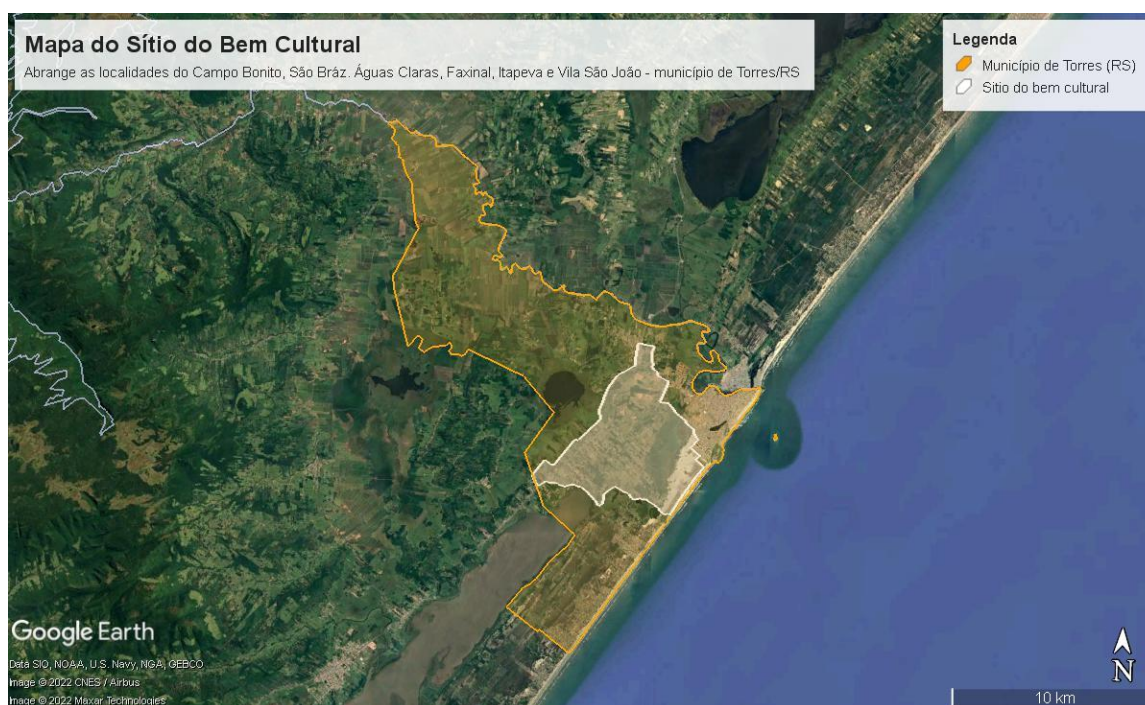 Mapa do Sítio do Bem Cultural
Abrange as localidades do Campo Bonito, São Bráz. Águas Claras, Faxinal, Itapeva e Vila São João - município de Torres/RS
Legenda
Município de Torres (RS)
Sitio do bem cultural
Google Earth
Data SIO, NOAA, U.S. Navy, NGA, GEBCO
Image © 2022 CNES / Airbus
Image © 2022 Maxar Technologies
N
10 km